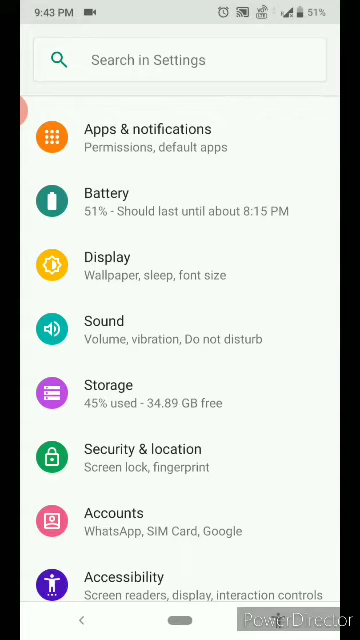 9:43 PM
VoLTE
51%
Search in Settings
Apps & notifications
Permissions, default apps
Battery
51% - Should last until about 8:15 PM
Display
Wallpaper, sleep, font size
Sound
Volume, vibration, Do not disturb
Storage
45% used - 34.89 GB free
Security & location
Screen lock, fingerprint
Accounts
WhatsApp, SIM Card, Google
Accessibility
Screen readers, display, interaction controls
PowerDirector